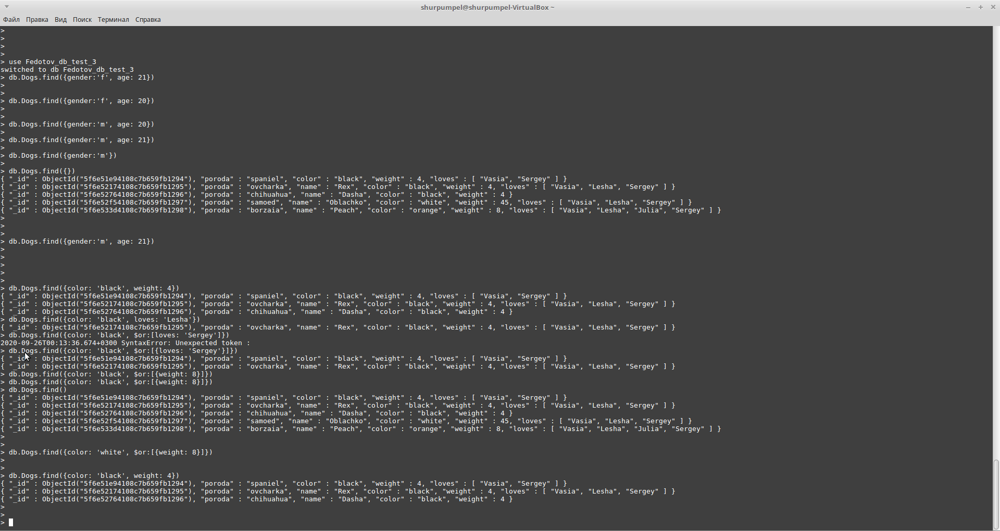 shurpumpel@shurpumpel-VirtualBox ~
Файл Правка Вид Поиск Терминал Справка
>
>
>
>
> use Fedotov_db_test_3
switched to db Fedotov_db_test_3
> db.Dogs.find({gender:'f', age: 21})
>
>
> db.Dogs.find({gender:'f', age: 20})
>
>
> db.Dogs.find({gender:'m', age: 20})
>
> db.Dogs.find({gender:'m', age: 21})
>
> db.Dogs.find({gender:'m'})
>
> db.Dogs.find({})
{ "_id" : ObjectId("5f6e51e94108c7b659fb1294"), "poroda" : "spaniel", "color" : "black", "weight" : 4, "loves" : [ "Vasia", "Sergey" ] }
{ "_id" : ObjectId("5f6e52174108c7b659fb1295"), "poroda" : "ovcharka", "name" : "Rex", "color" : "black", "weight" : 4, "loves" : [ "Vasia", "Lesha", "Sergey" ] }
{ "_id" : ObjectId("5f6e52764108c7b659fb1296"), "poroda" : "chihuahua", "name" : "Dasha", "color" : "black", "weight" : 4 }
{ "_id" : ObjectId("5f6e52f54108c7b659fb1297"), "poroda" : "samoed", "name" : "Oblachko", "color" : "white", "weight" : 45, "loves" : [ "Vasia", "Lesha", "Sergey" ] }
{ "_id" : ObjectId("5f6e533d4108c7b659fb1298"), "poroda" : "borzaia", "name" : "Peach", "color" : "orange", "weight" : 8, "loves" : [ "Vasia", "Lesha", "Julia", "Sergey" ] }
>
>
>
> db.Dogs.find({gender:'m', age: 21})
>
>
>
>
>
> db.Dogs.find({color: 'black', weight: 4})
{ "_id" : ObjectId("5f6e51e94108c7b659fb1294"), "poroda" : "spaniel", "color" : "black", "weight" : 4, "loves" : [ "Vasia", "Sergey" ] }
{ "_id" : ObjectId("5f6e52174108c7b659fb1295"), "poroda" : "ovcharka", "name" : "Rex", "color" : "black", "weight" : 4, "loves" : [ "Vasia", "Lesha", "Sergey" ] }
{ "_id" : ObjectId("5f6e52764108c7b659fb1296"), "poroda" : "chihuahua", "name" : "Dasha", "color" : "black", "weight" : 4 }
> db.Dogs.find({color: 'black', loves: 'Lesha'})
{ "_id" : ObjectId("5f6e52174108c7b659fb1295"), "poroda" : "ovcharka", "name" : "Rex", "color" : "black", "weight" : 4, "loves" : [ "Vasia", "Lesha", "Sergey" ] }
> db.Dogs.find({color: 'black', $or:[loves: 'Sergey']})
2020-09-26T00:13:36.674+0300 SyntaxError: Unexpected token :
> db.Dogs.find({color: 'black', $or:[{loves: 'Sergey'}]})
{ "_id" : ObjectId("5f6e51e94108c7b659fb1294"), "poroda" : "spaniel", "color" : "black", "weight" : 4, "loves" : [ "Vasia", "Sergey" ] }
{ "_id" : ObjectId("5f6e52174108c7b659fb1295"), "poroda" : "ovcharka", "name" : "Rex", "color" : "black", "weight" : 4, "loves" : [ "Vasia", "Lesha", "Sergey" ] }
> db.Dogs.find({color: 'black', $or:[{weight: 8}]})
> db.Dogs.find({color: 'black', $or:[{weight: 8}]})
> db.Dogs.find()
{ "_id" : ObjectId("5f6e51e94108c7b659fb1294"), "poroda" : "spaniel", "color" : "black", "weight" : 4, "loves" : [ "Vasia", "Sergey" ] }
{ "_id" : ObjectId("5f6e52174108c7b659fb1295"), "poroda" : "ovcharka", "name" : "Rex", "color" : "black", "weight" : 4, "loves" : [ "Vasia", "Lesha", "Sergey" ] }
{ "_id" : ObjectId("5f6e52764108c7b659fb1296"), "poroda" : "chihuahua", "name" : "Dasha", "color" : "black", "weight" : 4 }
{ "_id" : ObjectId("5f6e52f54108c7b659fb1297"), "poroda" : "samoed", "name" : "Oblachko", "color" : "white", "weight" : 45, "loves" : [ "Vasia", "Lesha", "Sergey" ] }
{ "_id" : ObjectId("5f6e533d4108c7b659fb1298"), "poroda" : "borzaia", "name" : "Peach", "color" : "orange", "weight" : 8, "loves" : [ "Vasia", "Lesha", "Julia", "Sergey" ] }
>
>
> db.Dogs.find({color: 'white', $or:[{weight: 8}]})
>
>
> db.Dogs.find({color: 'black', weight: 4})
{ "_id" : ObjectId("5f6e51e94108c7b659fb1294"), "poroda" : "spaniel", "color" : "black", "weight" : 4, "loves" : [ "Vasia", "Sergey" ] }
{ "_id" : ObjectId("5f6e52174108c7b659fb1295"), "poroda" : "ovcharka", "name" : "Rex", "color" : "black", "weight" : 4, "loves" : [ "Vasia", "Lesha", "Sergey" ] }
{ "_id" : ObjectId("5f6e52764108c7b659fb1296"), "poroda" : "chihuahua", "name" : "Dasha", "color" : "black", "weight" : 4 }
>
>
>